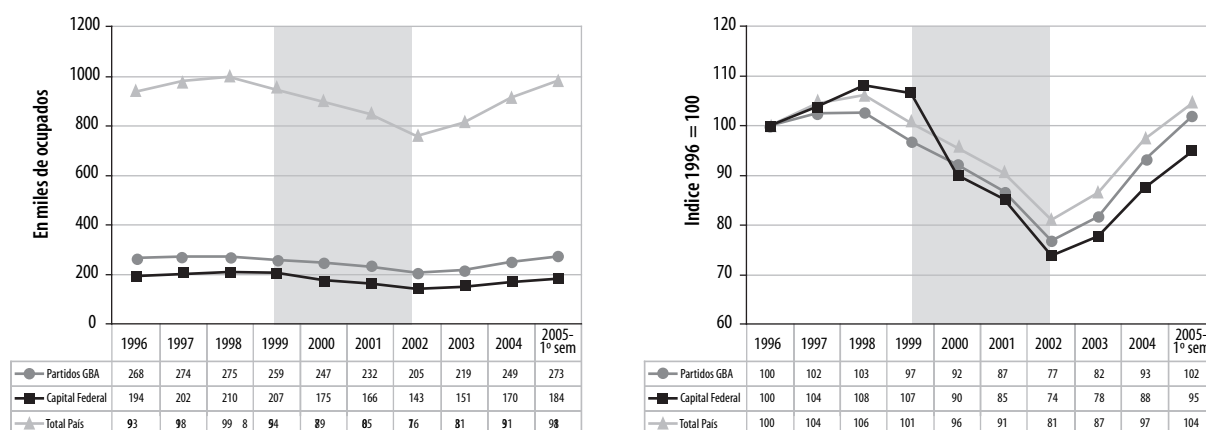 En miles de ocupados
1200
1000
800
600
400
200
0
1996 1997 1998 1999 2000 2001 2002 2003 2004 2005-1º sem
Partidos GBA 268 274 275 259 247 232 205 219 249 273
Capital Federal 194 202 210 207 175 166 143 151 170 184
Total País
Indice 1996 = 100
120
110
100
90
80
70
60
1996 1997 1998 1999 2000 2001 2002 2003 2004 2005-1º sem
Partidos GBA 100 102 103 97 92 87 77 82 93 102
Capital Federal 100 104 108 107 90 85 74 78 88 95
Total País 100 104 106 101 96 91 81 87 97 104